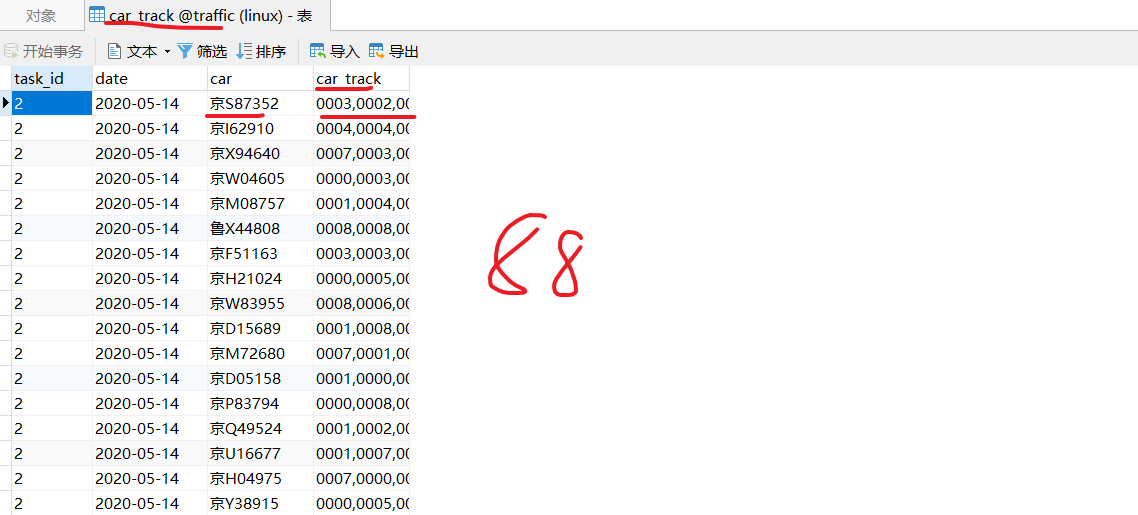 对象 car_track @traffic (linux) - 表
开始事务 文本 筛选 排序 导入 导出
task_id date car car_track
2 2020-05-14 京S87352 0003,0002,00
2 2020-05-14 京I62910 0004,0004,00
2 2020-05-14 京X94640 0007,0003,00
2 2020-05-14 京W04605 0000,0003,00
2 2020-05-14 京M08757 0001,0004,00
2 2020-05-14 鲁X44808 0008,0008,00
2 2020-05-14 京F51163 0003,0003,00
2 2020-05-14 京H21024 0000,0005,00
2 2020-05-14 京W83955 0008,0006,00
2 2020-05-14 京D15689 0001,0008,00
2 2020-05-14 京M72680 0007,0001,00
2 2020-05-14 京D05158 0001,0000,00
2 2020-05-14 京P83794 0000,0008,00
2 2020-05-14 京Q49524 0001,0002,00
2 2020-05-14 京U16677 0001,0007,00
2 2020-05-14 京H04975 0007,0000,00
2 2020-05-14 京Y38915 0000,0005,00